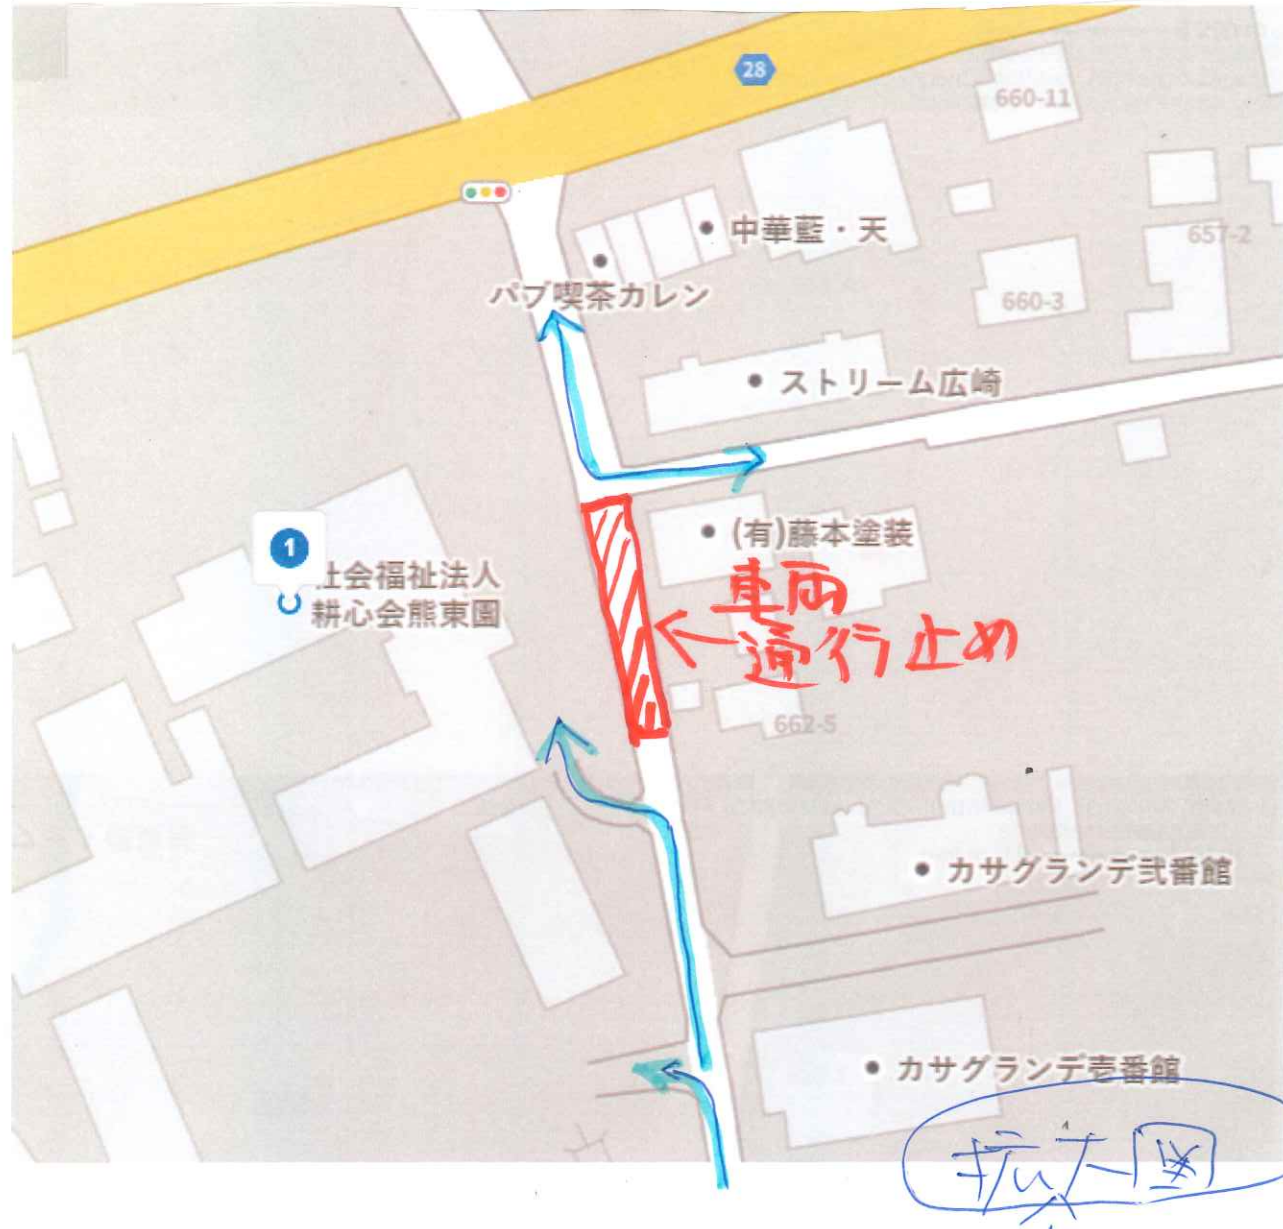 28
660-11
中華藍・天
657-2
パブ喫茶カレン
660-3
ストリーム広崎
(有)藤本塗装
1
社会福祉法人
耕心会熊東園
車両
通行止め
662-5
カサグランデ弐番館
カサグランデ壱番館
拡大図